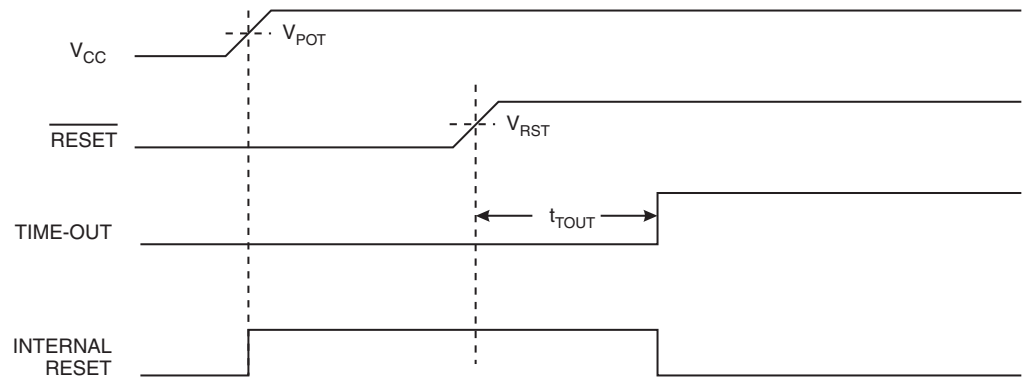 V_CC
V_POT
RESET
V_RST
TIME-OUT
t_TOUT
INTERNAL
RESET